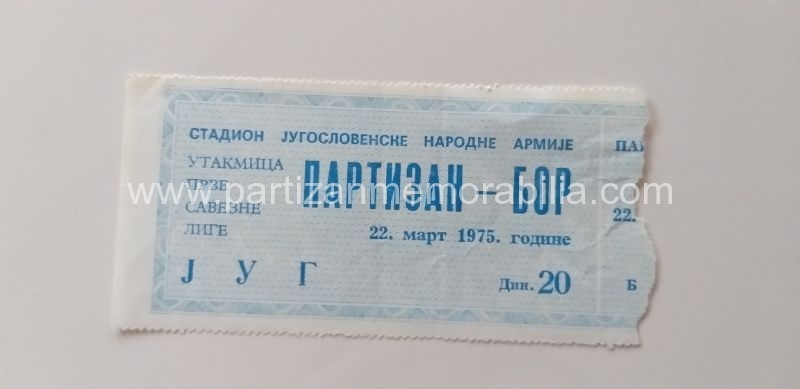 СТАДИОН ЈУГОСЛОВЕНСКЕ НАРОДНЕ АРМИЈЕ
УТАКМИЦА
ПРВЕ
САВЕЗНЕ
ЛИГЕ
ПАРТИЗАН – БОР
22. март 1975. године
Ј У Г
Дин. 20
22.
Б
www.partizanmemorabilia.com